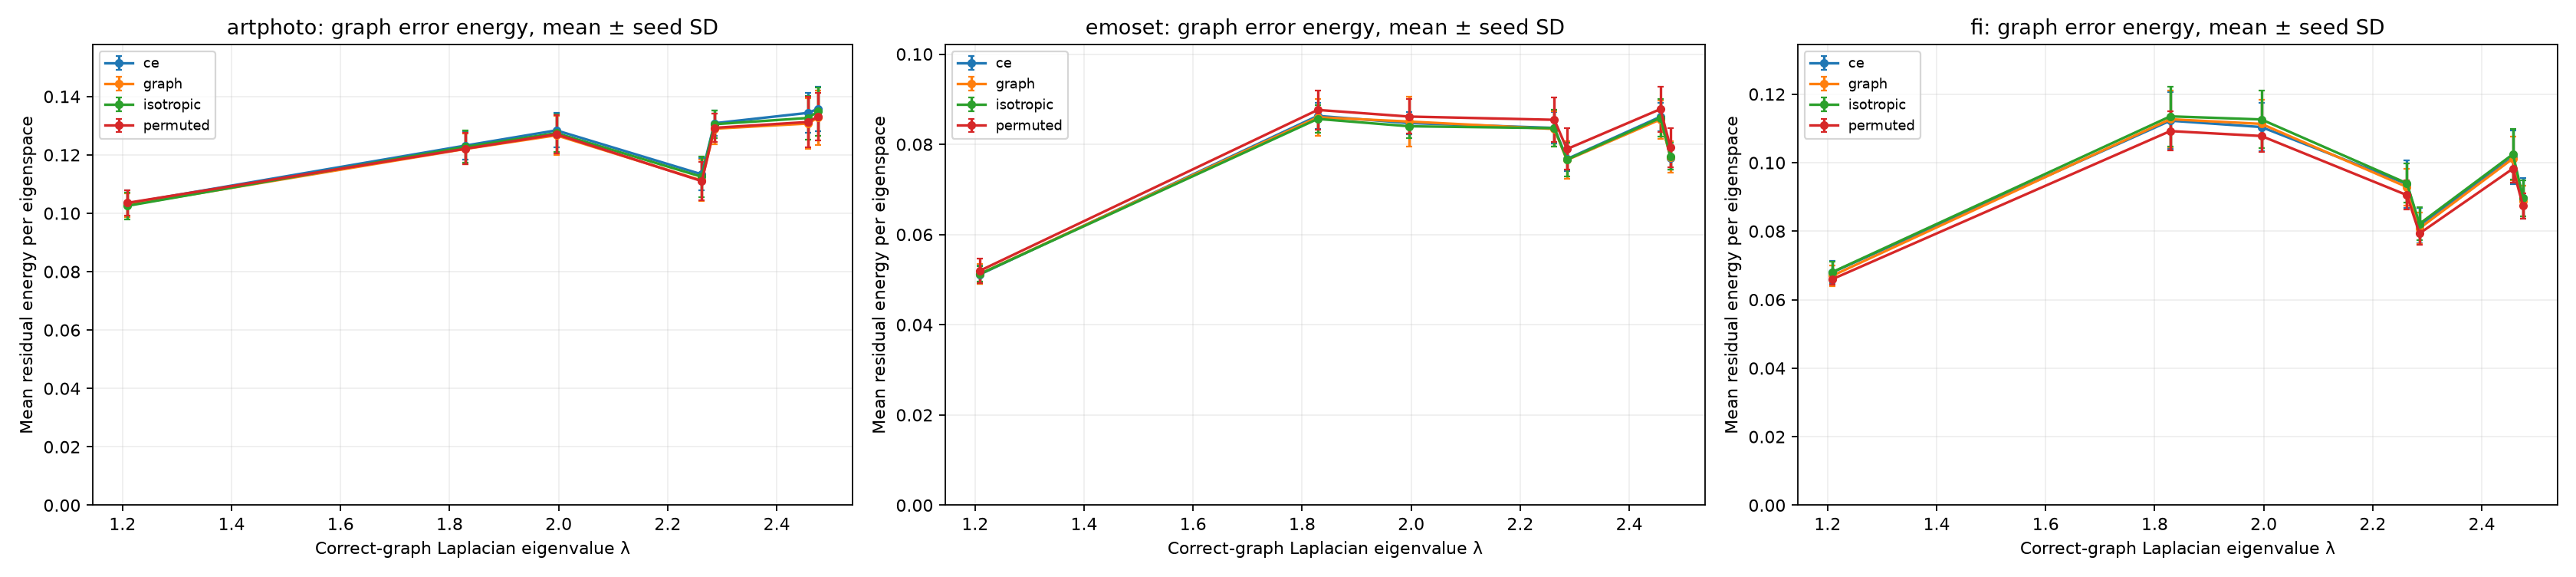 artphoto: graph error energy, mean ± seed SD
ce
graph
isotropic
permuted
Mean residual energy per eigenspace
0.14
0.12
0.10
0.08
0.06
0.04
0.02
0.00
1.2 1.4 1.6 1.8 2.0 2.2 2.4
Correct-graph Laplacian eigenvalue λ
emoset: graph error energy, mean ± seed SD
ce
graph
isotropic
permuted
Mean residual energy per eigenspace
0.10
0.08
0.06
0.04
0.02
0.00
1.2 1.4 1.6 1.8 2.0 2.2 2.4
Correct-graph Laplacian eigenvalue λ
fi: graph error energy, mean ± seed SD
ce
graph
isotropic
permuted
Mean residual energy per eigenspace
0.12
0.10
0.08
0.06
0.04
0.02
0.00
1.2 1.4 1.6 1.8 2.0 2.2 2.4
Correct-graph Laplacian eigenvalue λ